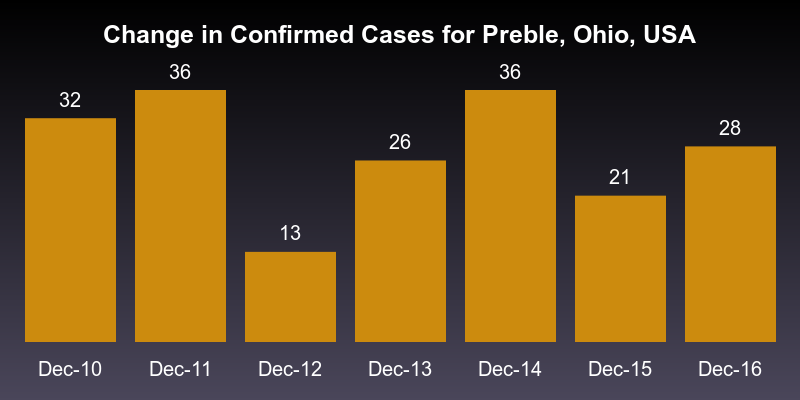 Change in Confirmed Cases for Preble, Ohio, USA
32
36
13
26
36
21
28
Dec-10
Dec-11
Dec-12
Dec-13
Dec-14
Dec-15
Dec-16